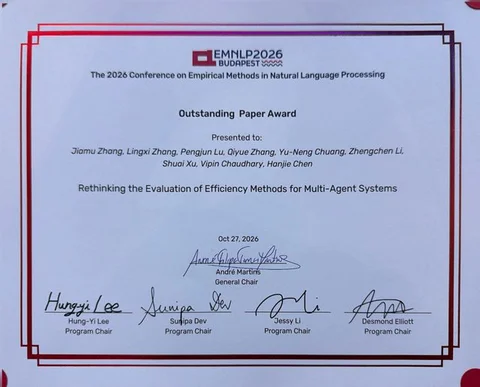 EMNLP2026
BUDAPEST
The 2026 Conference on Empirical Methods in Natural Language Processing
Outstanding Paper Award
Presented to:
Jiamu Zhang, Lingxi Zhang, Pengjun Lu, Qiyue Zhang, Yu-Neng Chuang, Zhengchen Li,
Shuai Xu, Vipin Chaudhary, Hanjie Chen
Rethinking the Evaluation of Efficiency Methods for Multi-Agent Systems
Oct 27, 2026
André Martins
General Chair
Hungyi Lee
Sunipa Dev
Hung-Yi Lee
Sunipa Dev
Jessy Li
Desmond Elliott
Program Chair
Program Chair
Program Chair
Program Chair